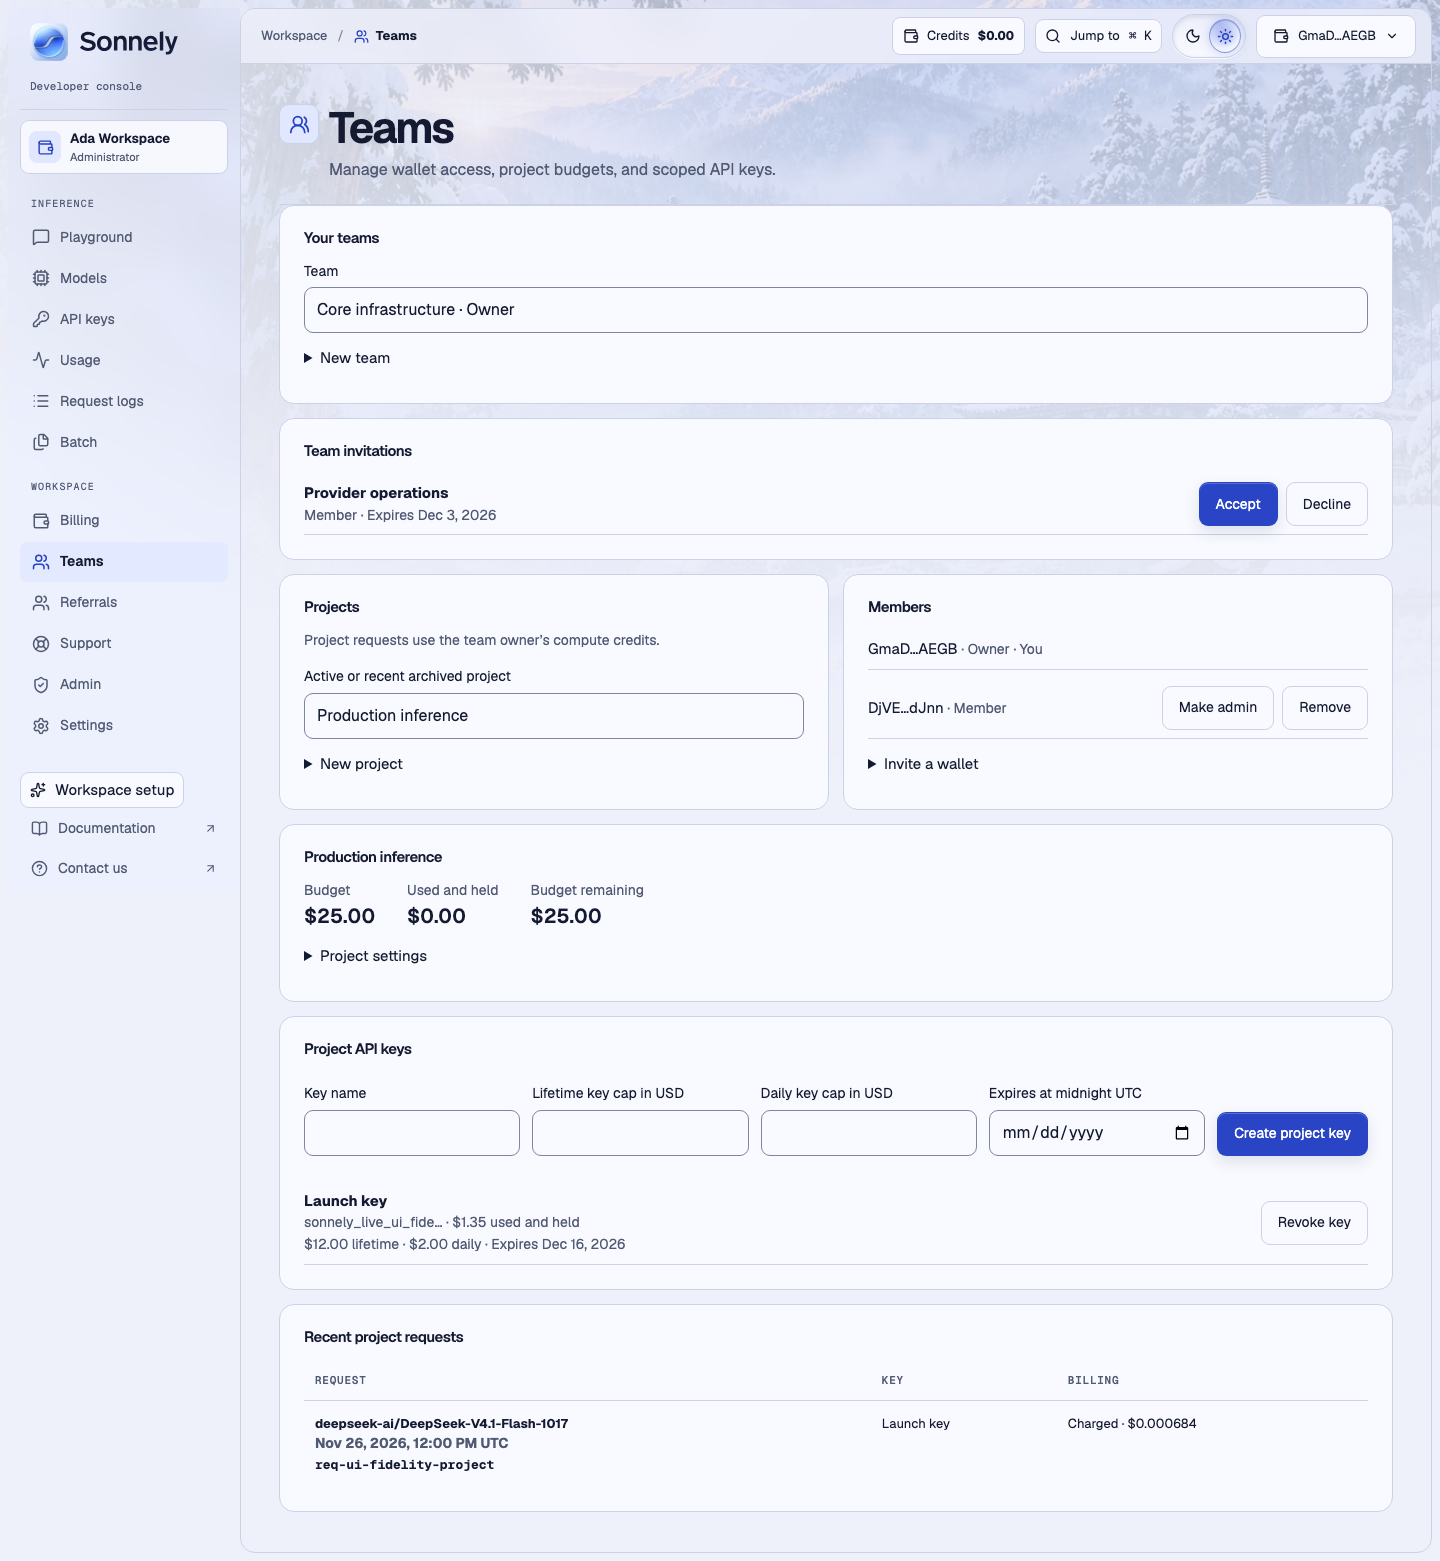 Sonnely
Developer console
Ada Workspace
Administrator
INFERENCE
Playground
Models
API keys
Usage
Request logs
Batch
WORKSPACE
Billing
Teams
Referrals
Support
Admin
Settings
Workspace setup
Documentation
Contact us
Workspace / Teams
Credits $0.00
Jump to ⌘ K
GmaD…AEGB
Teams
Manage wallet access, project budgets, and scoped API keys.
Your teams
Team
Core infrastructure · Owner
New team
Team invitations
Provider operations
Member · Expires Dec 3, 2026
Accept
Decline
Projects
Project requests use the team owner's compute credits.
Active or recent archived project
Production inference
New project
Members
GmaD…AEGB · Owner · You
DjVE…dJnn · Member
Make admin
Remove
Invite a wallet
Production inference
Budget
$25.00
Used and held
$0.00
Budget remaining
$25.00
Project settings
Project API keys
Key name
Lifetime key cap in USD
Daily key cap in USD
Expires at midnight UTC
mm/dd/yyyy
Create project key
Launch key
sonnely_live_ui_fide… · $1.35 used and held
$12.00 lifetime · $2.00 daily · Expires Dec 16, 2026
Revoke key
Recent project requests
REQUEST KEY BILLING
deepseek-ai/DeepSeek-V4.1-Flash-1017 Launch key Charged · $0.000684
Nov 26, 2026, 12:00 PM UTC
req-ui-fidelity-project